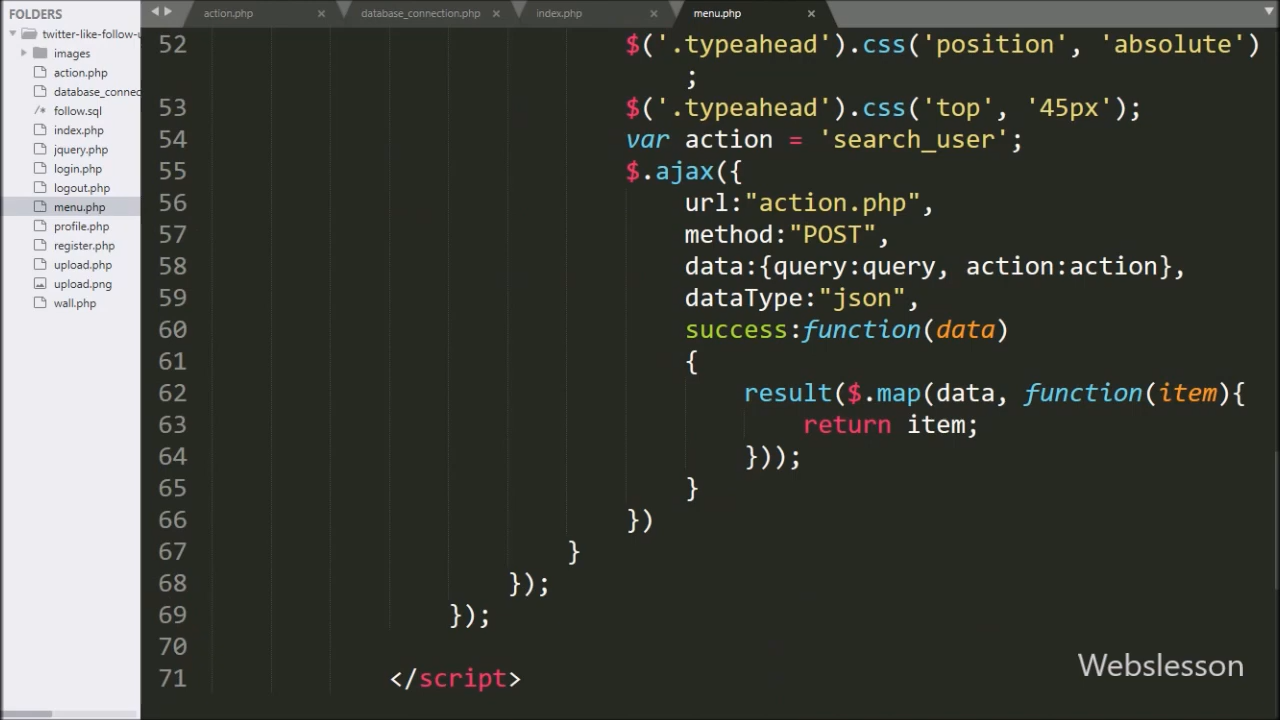 FOLDERS
twitter-like-follow-u
images
action.php
database_connec
follow.sql
index.php
jquery.php
login.php
logout.php
menu.php
profile.php
register.php
upload.php
upload.png
wall.php
action.php × database_connection.php × index.php × menu.php ×
52 $('.typeahead').css('position', 'absolute')
;
53 $('.typeahead').css('top', '45px');
54 var action = 'search_user';
55 $.ajax({
56 url:"action.php",
57 method:"POST",
58 data:{query:query, action:action},
59 dataType:"json",
60 success:function(data)
61 {
62 result($.map(data, function(item){
63 return item;
64 }));
65 }
66 })
67 }
68 });
69 });
70
71 </script>
Webslesson